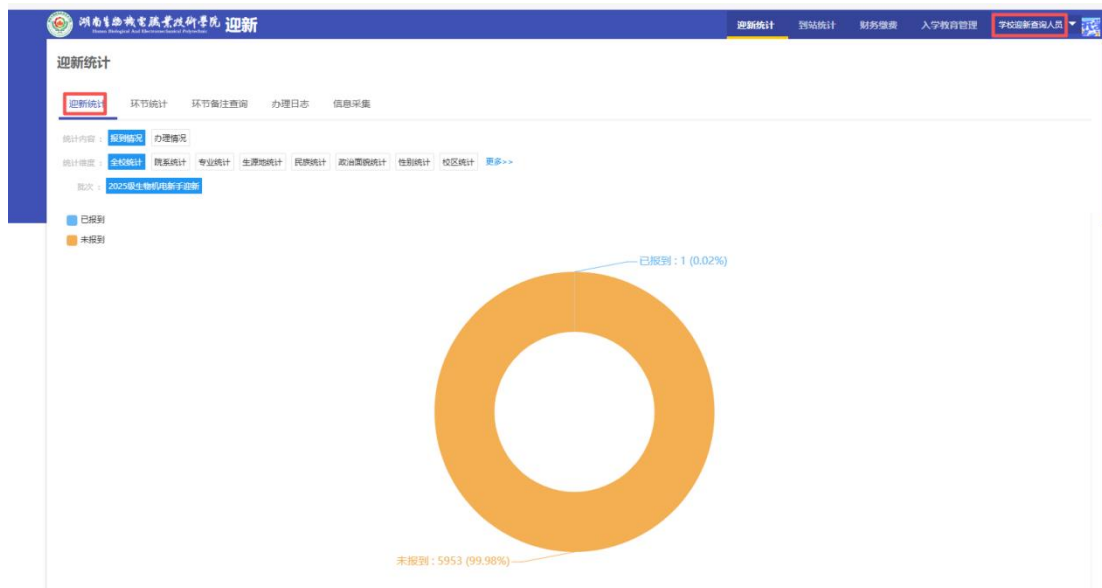 湖南生物机电职业技术学院 迎新
Hunan Biological And Electromechanical Polytechnic
迎新统计 到站统计 财务缴费 入学教育管理 学校迎新查询人员
迎新统计
迎新统计 环节统计 环节备注查询 办理日志 信息采集
统计内容: 报到情况 办理情况
统计维度: 全校统计 院系统计 专业统计 生源地统计 民族统计 政治面貌统计 性别统计 校区统计 更多>>
批次: 2025级生物机电新手迎新
已报到
未报到
已报到 : 1 (0.02%)
未报到 : 5953 (99.98%)